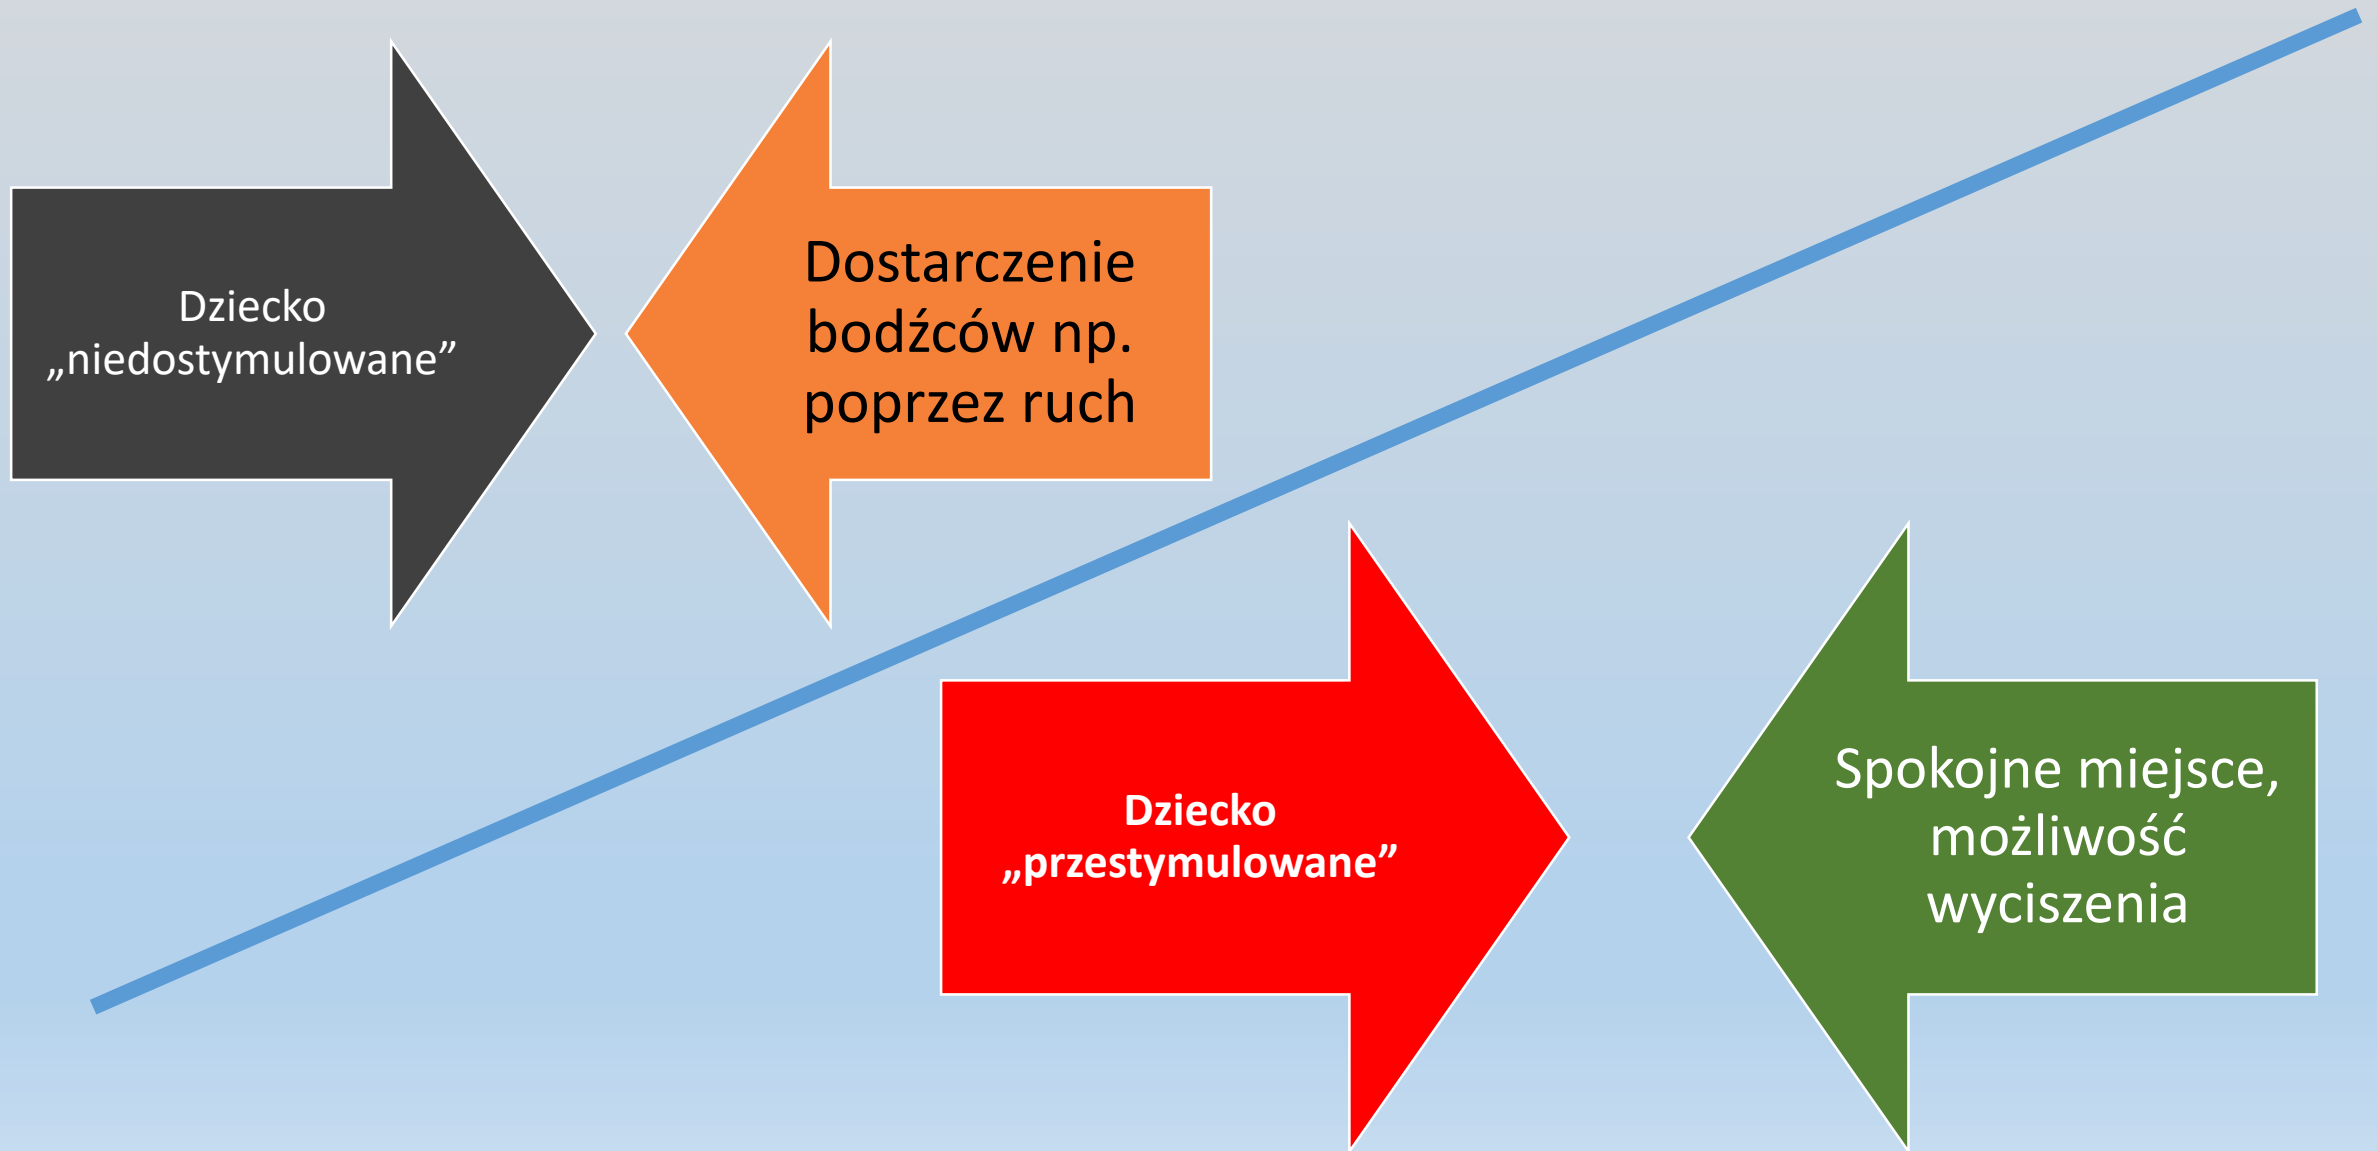 Dziecko
„niedostymulowane”
Dostarczenie
bodźców np.
poprzez ruch
Dziecko
„przestymulowane”
Spokojne miejsce,
możliwość
wyciszenia